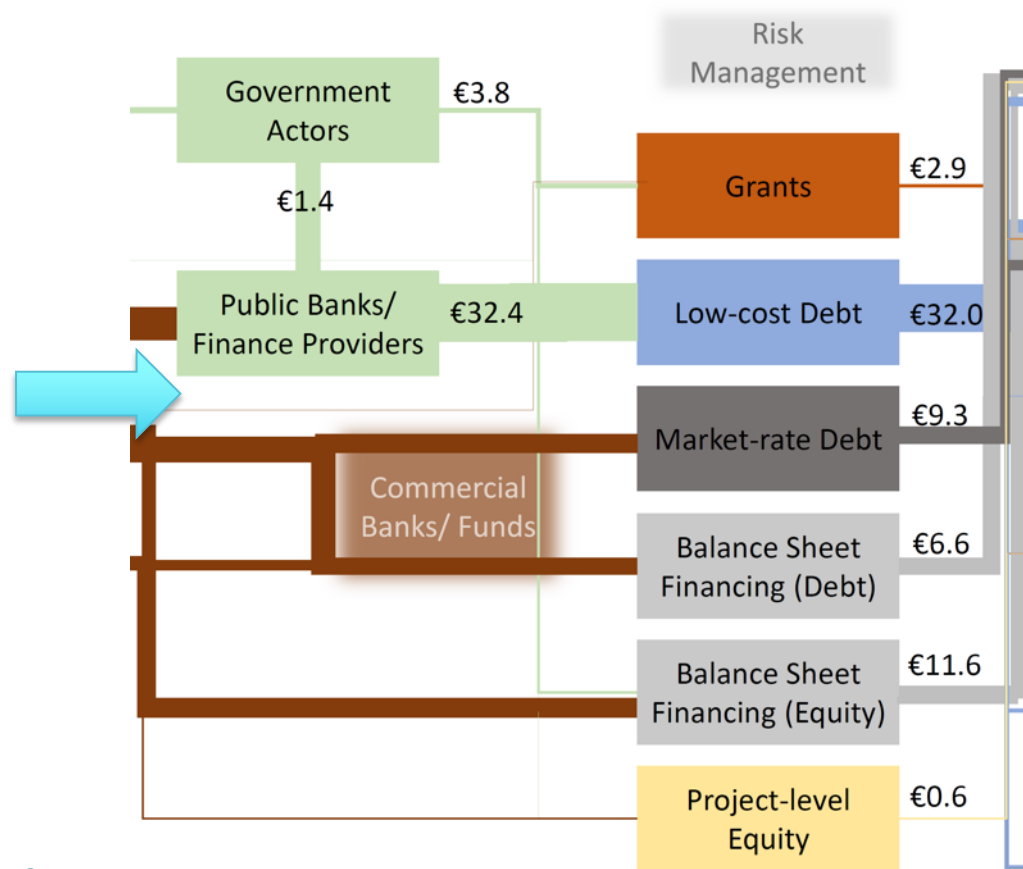 Risk
Management
Government
Actors
€3.8
€1.4
Grants
€2.9
Public Banks/
Finance Providers
€32.4
Low-cost Debt
€32.0
Market-rate Debt
€9.3
Commercial
Banks/ Funds
Balance Sheet
Financing (Debt)
€6.6
Balance Sheet
Financing (Equity)
€11.6
Project-level
Equity
€0.6